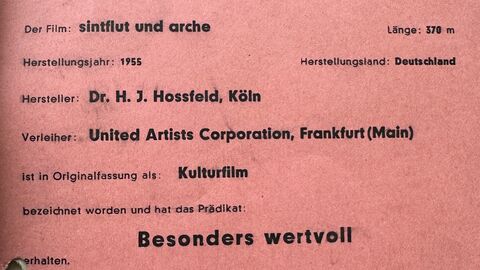 Der Film: sintflut und arche Länge: 370 m
Herstellungsjahr: 1955 Herstellungsland: Deutschland
Hersteller: Dr. H. J. Hossfeld, Köln
Verleiher: United Artists Corporation, Frankfurt (Main)
ist in Originalfassung als: Kulturfilm
bezeichnet worden und hat das Prädikat:
Besonders wertvoll
erhalten.